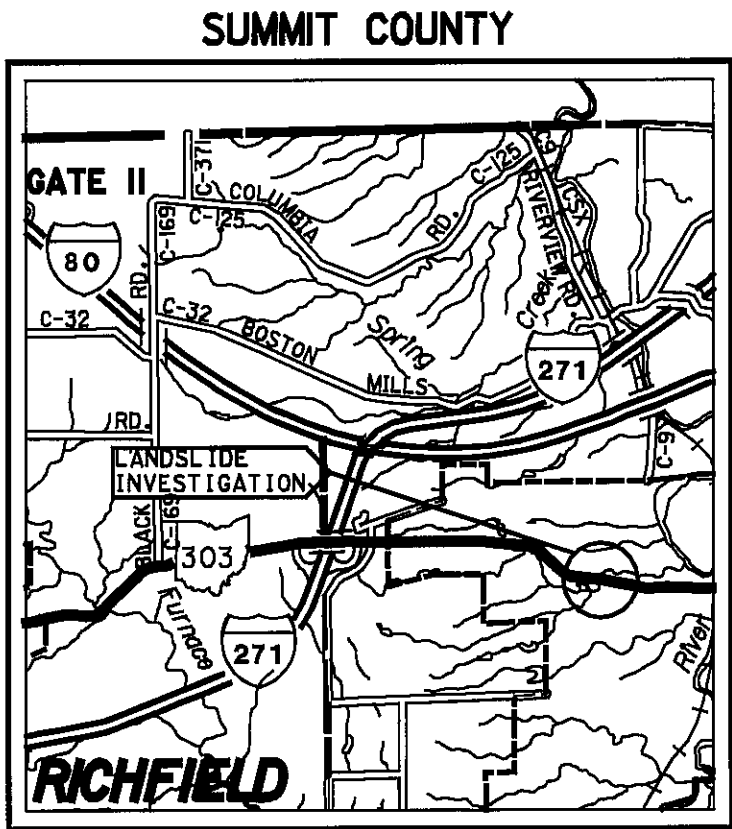 SUMMIT COUNTY
GATE II
C-371
C-125
COLUMBIA
C-125
RD.
C-9
CSX
RIVERVIEW RD.
C-169
RD.
80
C-32
C-32
BOSTON
MILLS
Spring
Creek
271
RD.
LANDSLIDE
INVESTIGATION
C-9
BLACK
C-169
303
Furnace
271
River
RICHFIELD